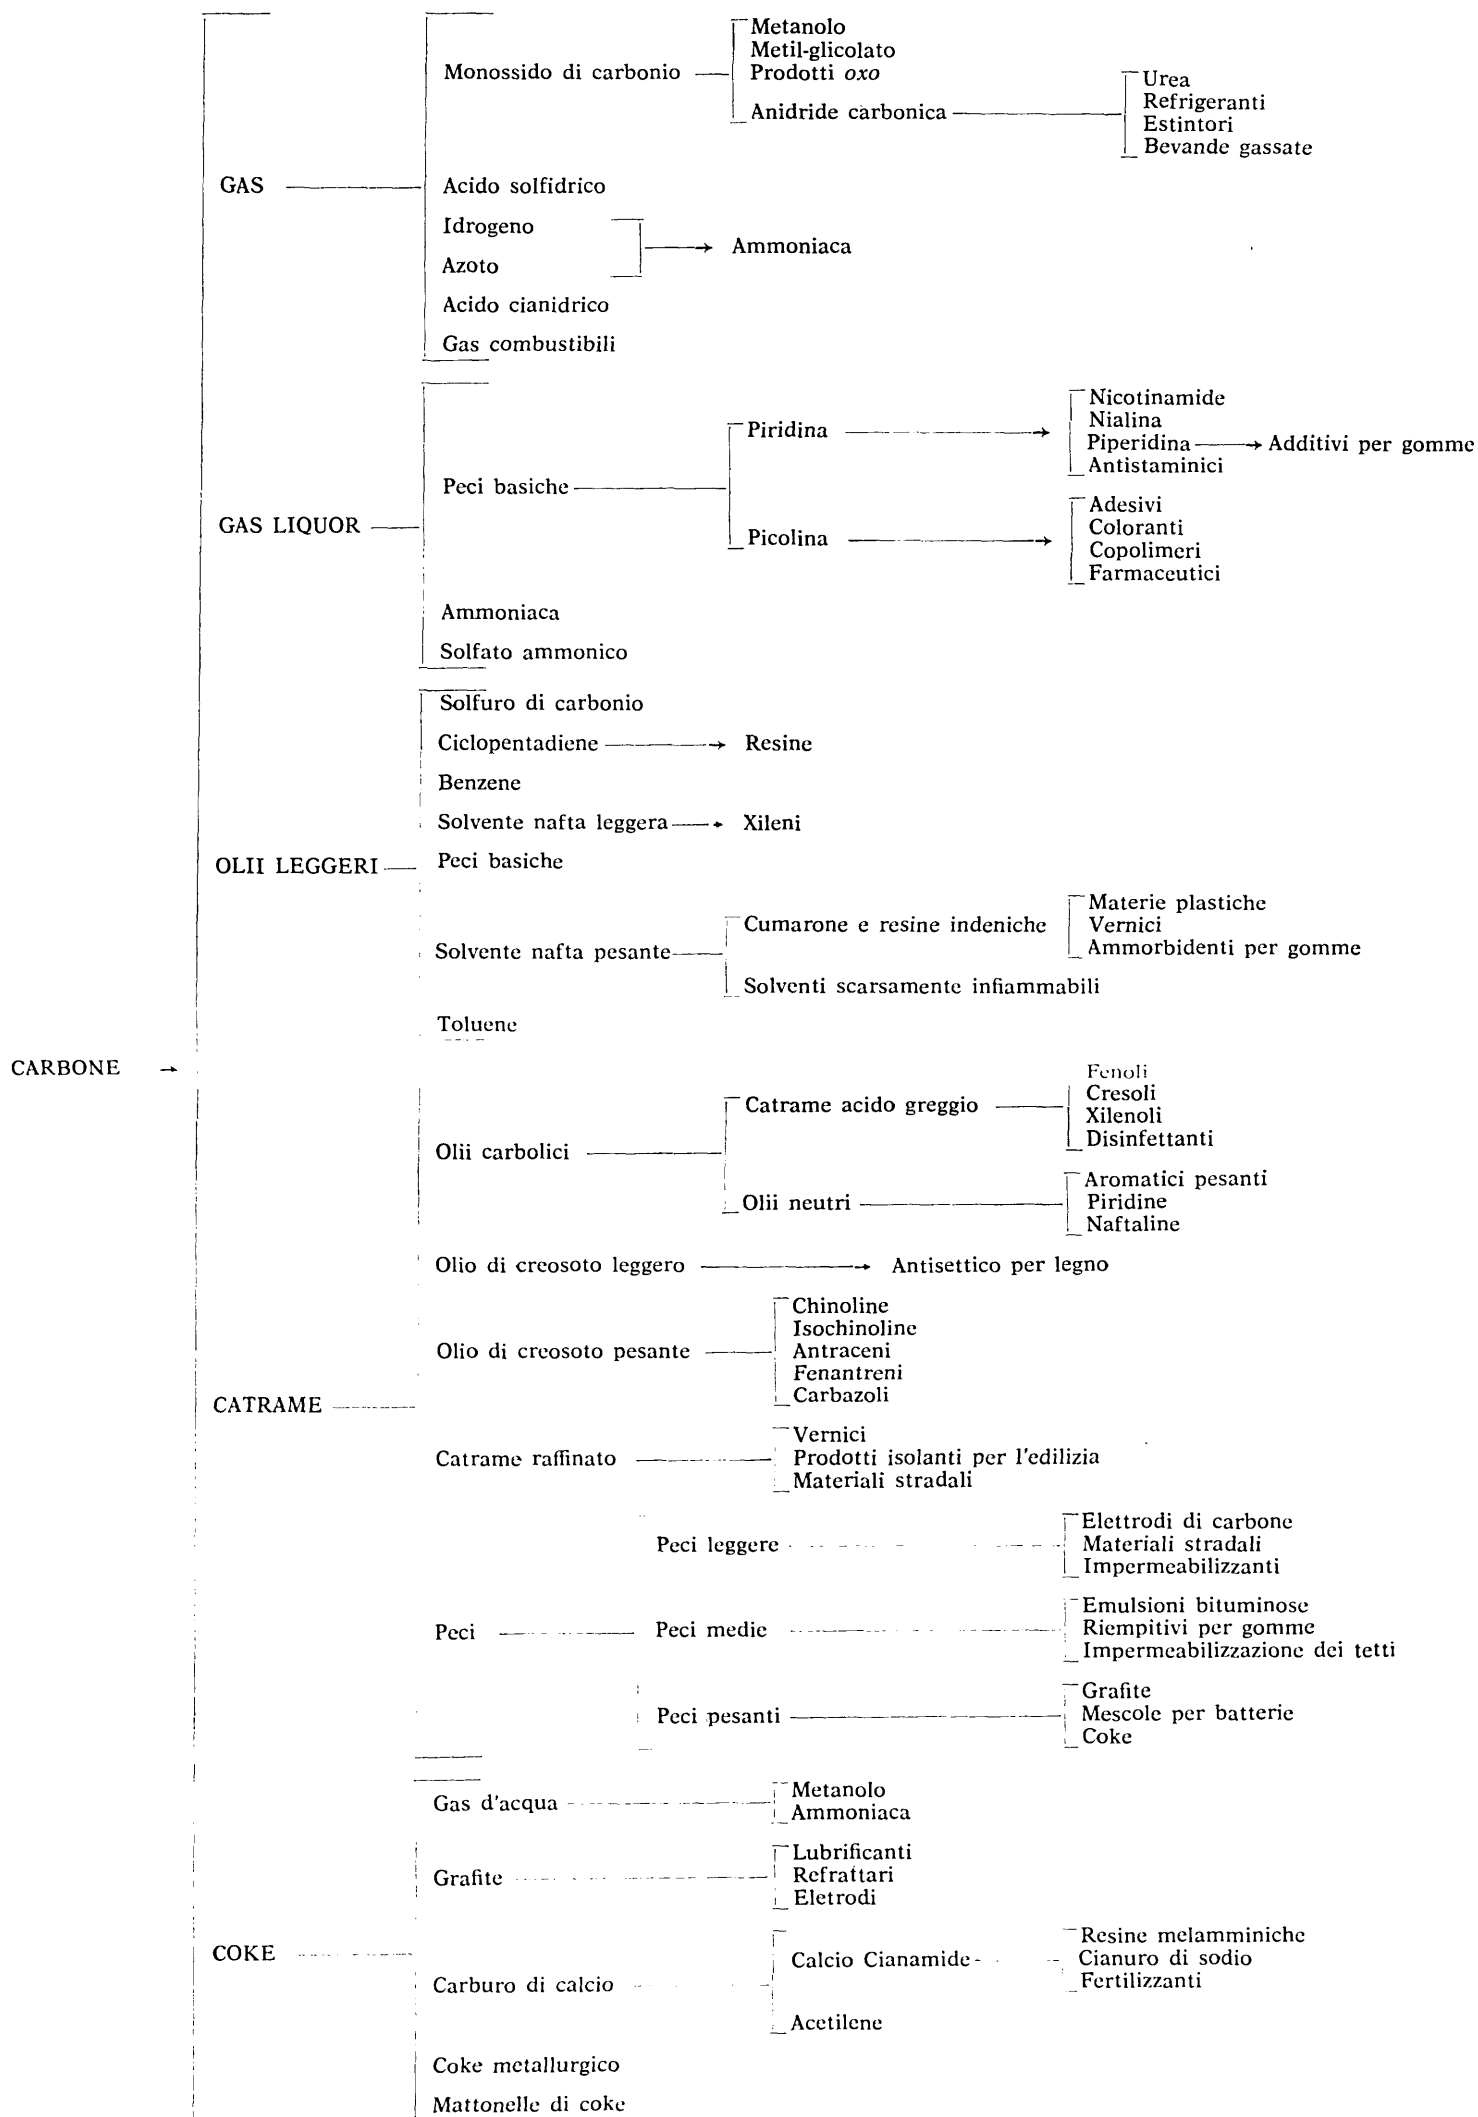 Metanolo
Metil-glicolato
Monossido di carbonio
Prodotti oxo
Anidride carbonica
Urea
Refrigeranti
Estintori
Bevande gassate
GAS
Acido solfidrico
Idrogeno
Ammoniaca
Azoto
Acido cianidrico
Gas combustibili
GAS LIQUOR
Peci basiche
Piridina
Nicotinamide
Nialina
Piperidina → Additivi per gomme
Antistaminici
Picolina
Adesivi
Coloranti
Copolimeri
Farmaceutici
Ammoniaca
Solfato ammonico
Solfuro di carbonio
Ciclopentadiene → Resine
Benzene
Solvente nafta leggera → Xileni
OLII LEGGERI
Peci basiche
Solvente nafta pesante
Cumarone e resine indeniche
Materie plastiche
Vernici
Ammorbidenti per gomme
Solventi scarsamente infiammabili
Toluene
CARBONE →
Olii carbolici
Catrame acido greggio
Fenoli
Cresoli
Xilenoli
Disinfettanti
Olii neutri
Aromatici pesanti
Piridine
Naftaline
Olio di creosoto leggero → Antisettico per legno
Olio di creosoto pesante
Chinoline
Isochinoline
Antraceni
Fenantreni
Carbazoli
CATRAME
Catrame raffinato
Vernici
Prodotti isolanti per l'edilizia
Materiali stradali
Peci
Peci leggere
Elettrodi di carbone
Materiali stradali
Impermeabilizzanti
Peci medie
Emulsioni bituminose
Riempitivi per gomme
Impermeabilizzazione dei tetti
Peci pesanti
Grafite
Mescole per batterie
Coke
Gas d'acqua
Metanolo
Ammoniaca
Grafite
Lubrificanti
Refrattari
Eletrodi
COKE
Carburo di calcio
Calcio Cianamide
Resine melamminiche
Cianuro di sodio
Fertilizzanti
Acetilene
Coke metallurgico
Mattonelle di coke